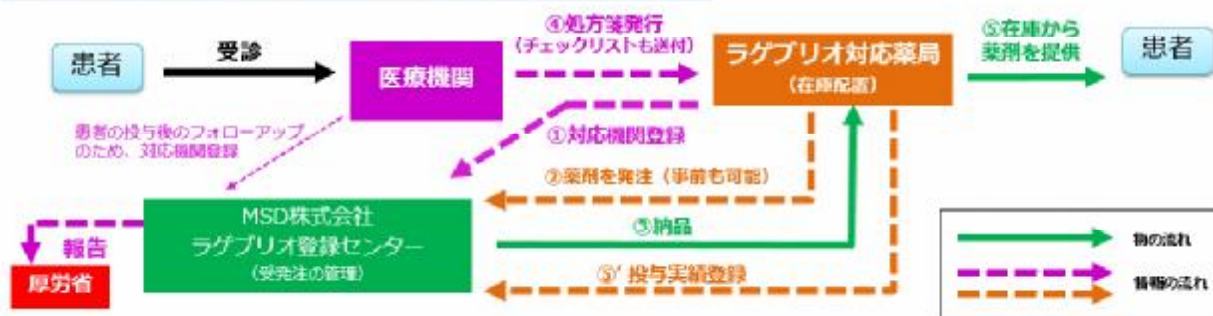 患者
受診
医療機関
④処方箋発行
(チェックリストも送付)
ラゲブリオ対応薬局
(在庫配置)
⑤在庫から
薬剤を提供
患者
患者の投与後のフォローアップ
のため、対応機関登録
①対応機関登録
②薬剤を発注（事前も可能）
MSD株式会社
ラゲブリオ登録センター
(受発注の管理)
③納品
⑤’投与実績登録
報告
厚労省
物の流れ
情報の流れ